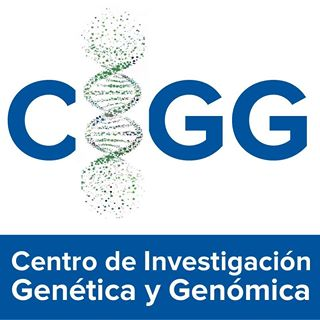 CIGG
Centro de Investigación
Genética y Genómica